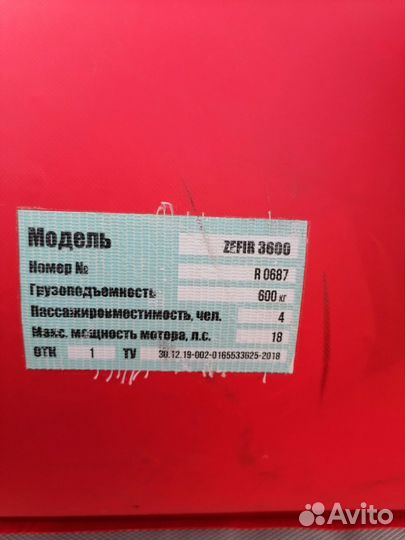 Модель ZEFIR 3600
Номер № R 0687
Грузоподъемность 600 кг
Пассажировместимость, чел. 4
Макс. мощность мотора, л.с. 18
ОТК 1 TV 30.12.19-002-0165533625-2018
Avito